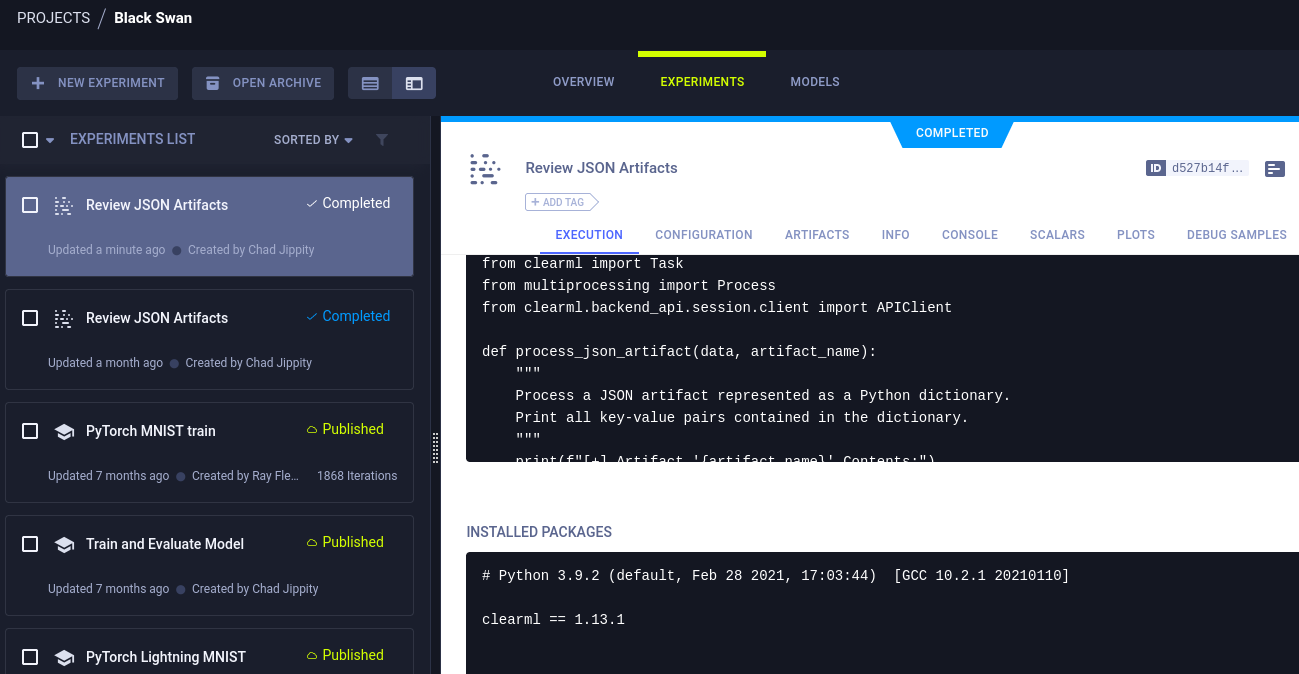 PROJECTS / Black Swan
NEW EXPERIMENT
OPEN ARCHIVE
OVERVIEW
EXPERIMENTS
MODELS
EXPERIMENTS LIST
SORTED BY
Review JSON Artifacts
Completed
Updated a minute ago
Created by Chad Jippity
Review JSON Artifacts
Completed
Updated a month ago
Created by Chad Jippity
PyTorch MNIST train
Published
Updated 7 months ago
Created by Ray Fle...
1868 Iterations
Train and Evaluate Model
Published
Updated 7 months ago
Created by Chad Jippity
PyTorch Lightning MNIST
Published
COMPLETED
Review JSON Artifacts
ID d527b14f...
+ ADD TAG
EXECUTION
CONFIGURATION
ARTIFACTS
INFO
CONSOLE
SCALARS
PLOTS
DEBUG SAMPLES
from clearml import Task
from multiprocessing import Process
from clearml.backend_api.session.client import APIClient
def process_json_artifact(data, artifact_name):
"""
Process a JSON artifact represented as a Python dictionary.
Print all key-value pairs contained in the dictionary.
"""
print(f"[+] Artifact '{artifact_name}' Contents:")
INSTALLED PACKAGES
# Python 3.9.2 (default, Feb 28 2021, 17:03:44)  [GCC 10.2.1 20210110]
clearml == 1.13.1